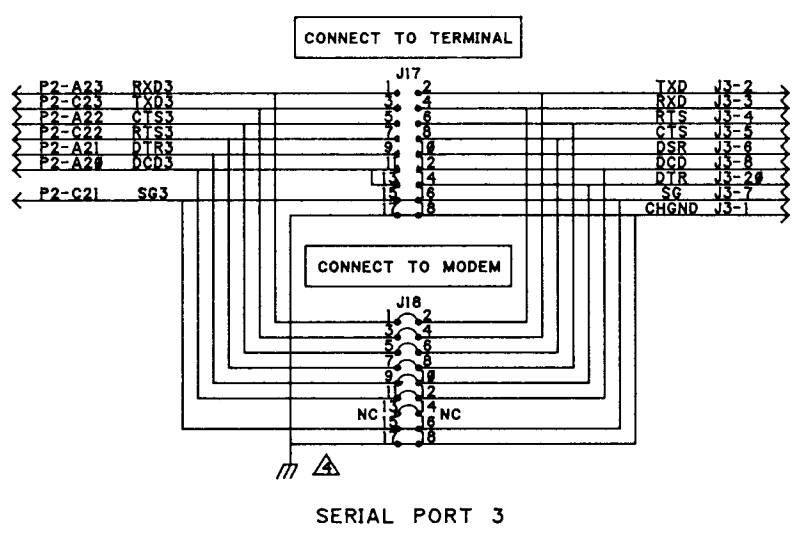 CONNECT TO TERMINAL
J17
P2-A23 RXD3 1 2 TXD J3-2
P2-C23 TXD3 3 4 RXD J3-3
P2-A22 CTS3 5 6 RTS J3-4
P2-C22 RTS3 7 8 CTS J3-5
P2-A21 DTR3 9 10 DSR J3-6
P2-A20 DCD3 11 12 DCD J3-8
13 14 DTR J3-20
P2-C21 SG3 15 16 SG J3-7
17 18 CHGND J3-1
CONNECT TO MODEM
J18
1 2
3 4
5 6
7 8
9 10
11 12
NC 13 14 NC
15 16
17 18
4
SERIAL PORT 3